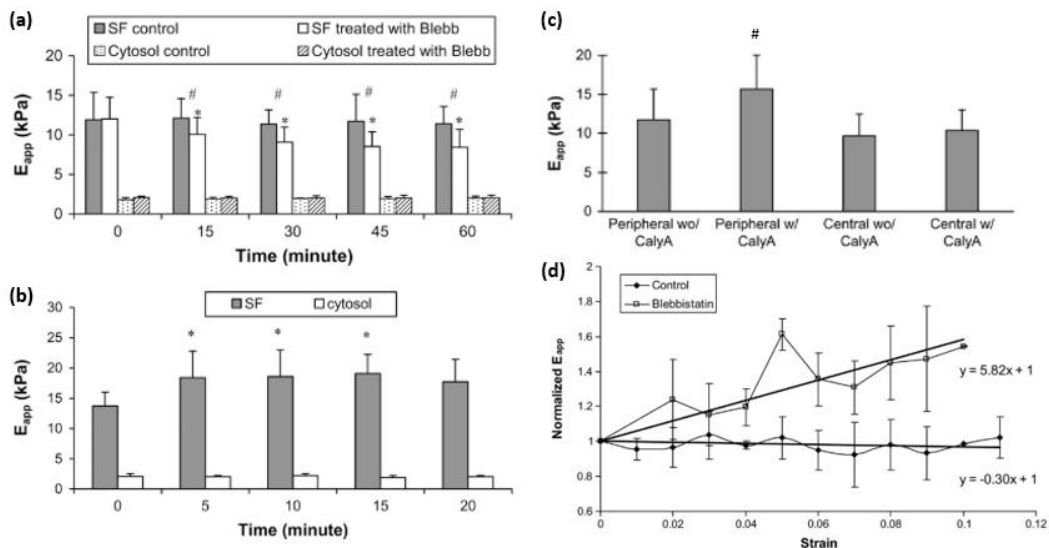 (a)
SF control
SF treated with Blebb
Cytosol control
Cytosol treated with Blebb
20
15
10
5
0
E_app (kPa)
#
*
#
*
#
*
#
*
0
15
30
45
60
Time (minute)
(b)
SF
cytosol
30
25
20
15
10
5
0
E_app (kPa)
*
*
*
0
5
10
15
20
Time (minute)
(c)
20
15
10
5
0
E_app (kPa)
#
Peripheral wo/ CalyA
Peripheral w/ CalyA
Central wo/ CalyA
Central w/ CalyA
(d)
Control
Blebbistatin
2
1.8
1.6
1.4
1.2
1
0.8
0.6
Normalized E_app
y = 5.82x + 1
y = -0.30x + 1
0
0.02
0.04
0.06
0.08
0.1
0.12
Strain